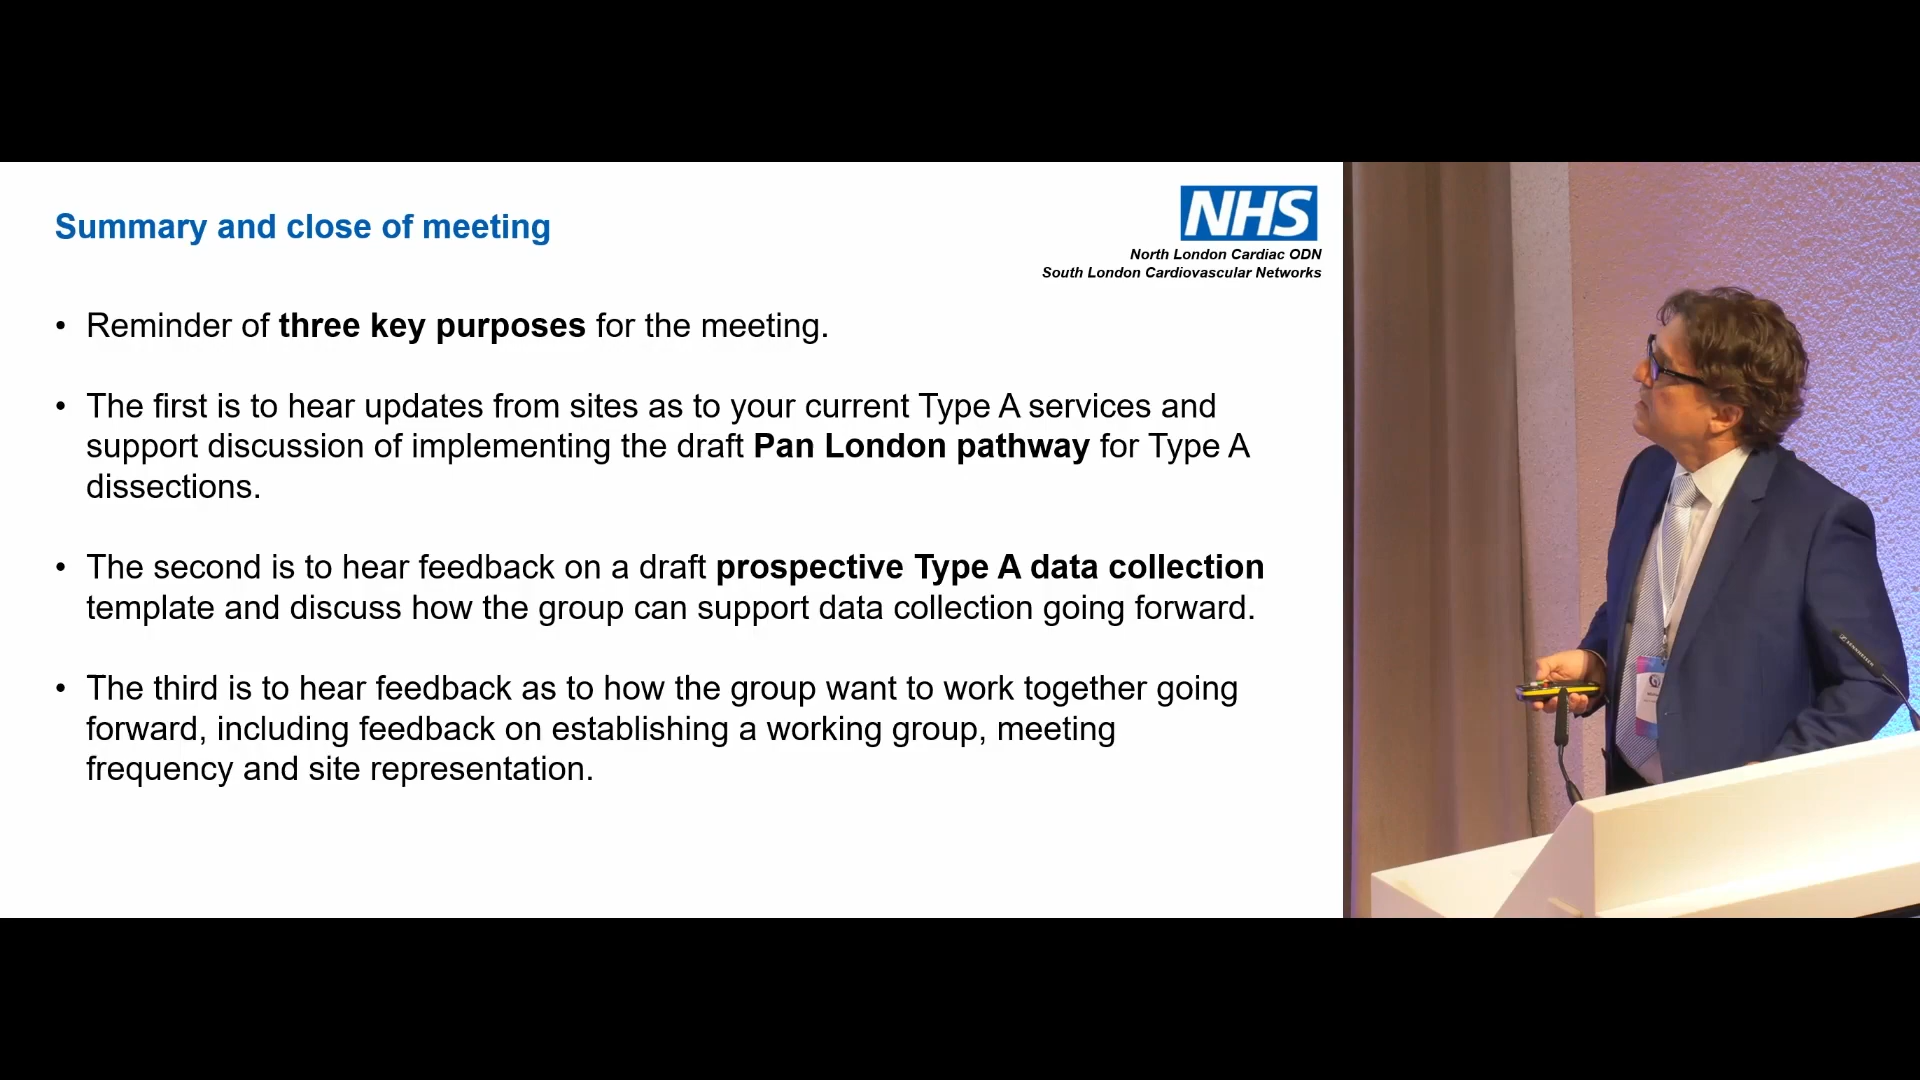 Summary and close of meeting
NHS
North London Cardiac ODN
South London Cardiovascular Networks
• Reminder of three key purposes for the meeting.
• The first is to hear updates from sites as to your current Type A services and
support discussion of implementing the draft Pan London pathway for Type A
dissections.
• The second is to hear feedback on a draft prospective Type A data collection
template and discuss how the group can support data collection going forward.
• The third is to hear feedback as to how the group want to work together going
forward, including feedback on establishing a working group, meeting
frequency and site representation.
SENNHEISER